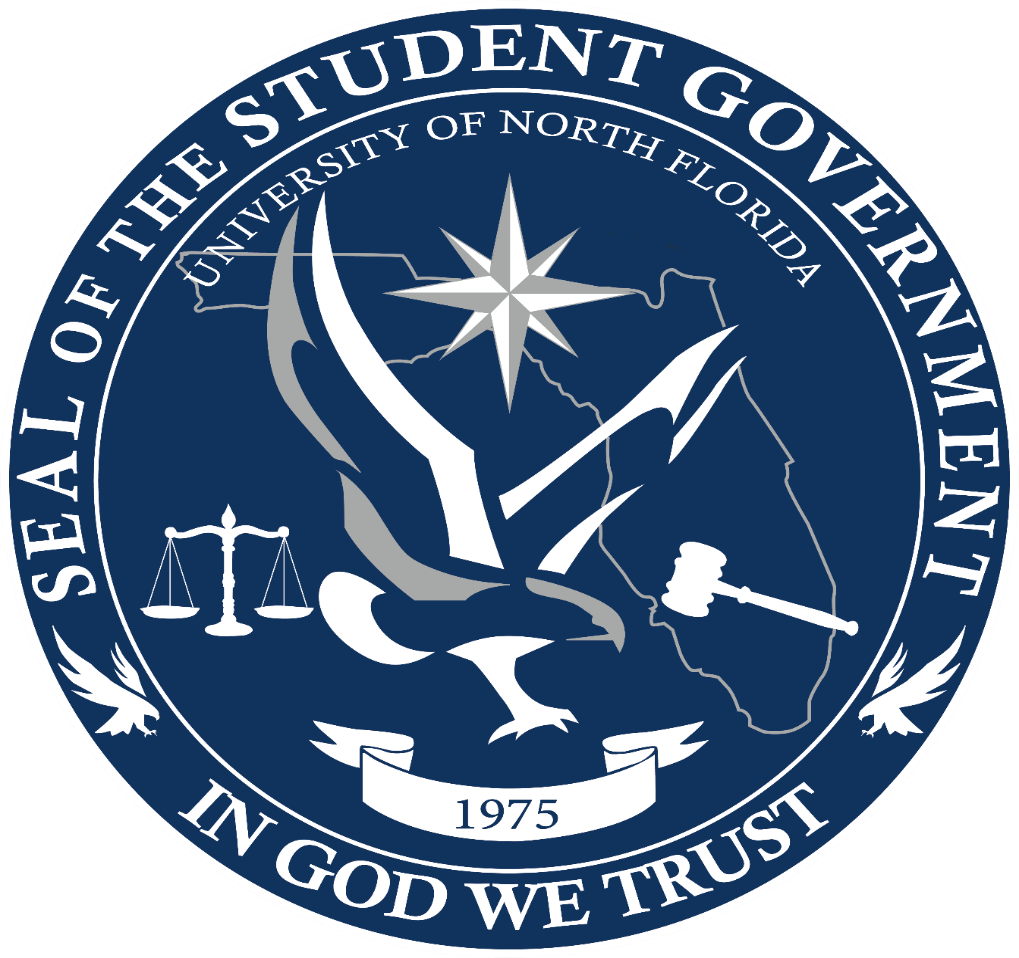 SEAL OF THE STUDENT GOVERNMENT
UNIVERSITY OF NORTH FLORIDA
1975
IN GOD WE TRUST